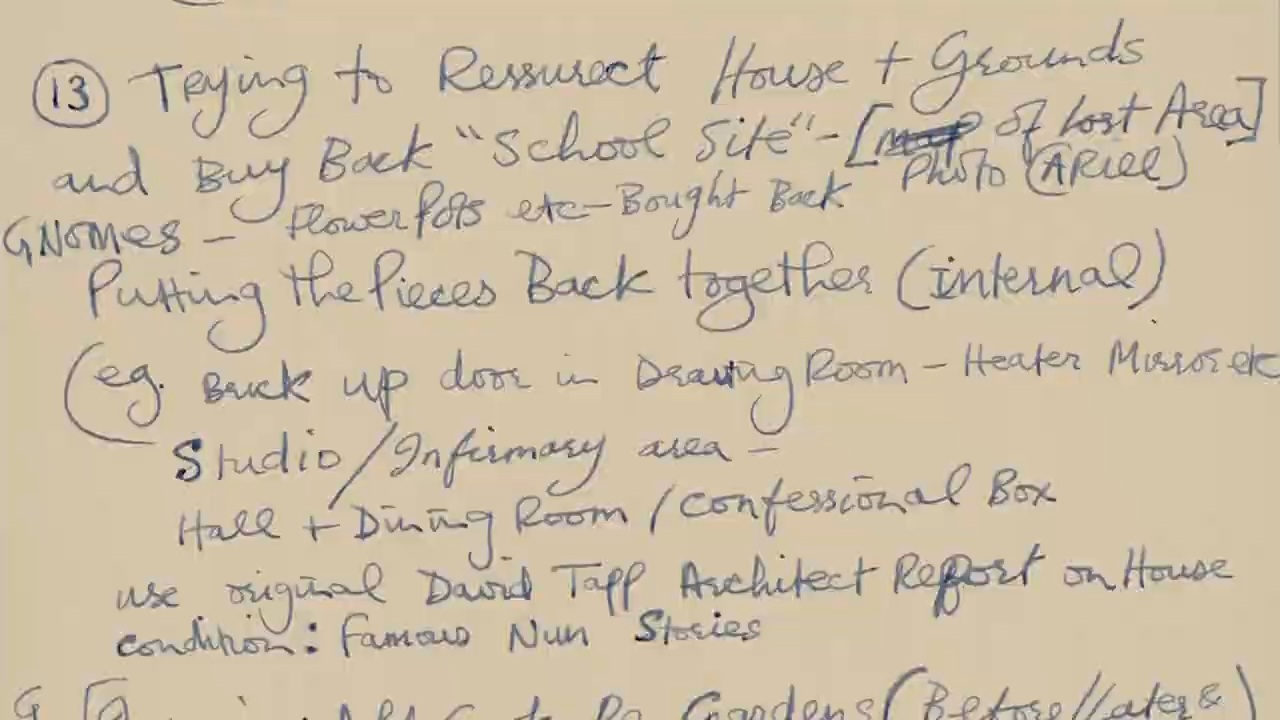 13 Trying to Ressurect House + Grounds
and Buy Back "School Site" - [map of lost Area]
Photo (ARIEL)
GNOMES - Flower Pots etc - Bought Back
Putting the Pieces Back together (internal)
(eg. Brick up door in Drawing Room - Heater Mirror etc
Studio / Infirmary area -
Hall + Dining Room / confessional Box
use original David Tapp Architect Report on House
condition: Famous Nun Stories
Gardens (Before/Later &)